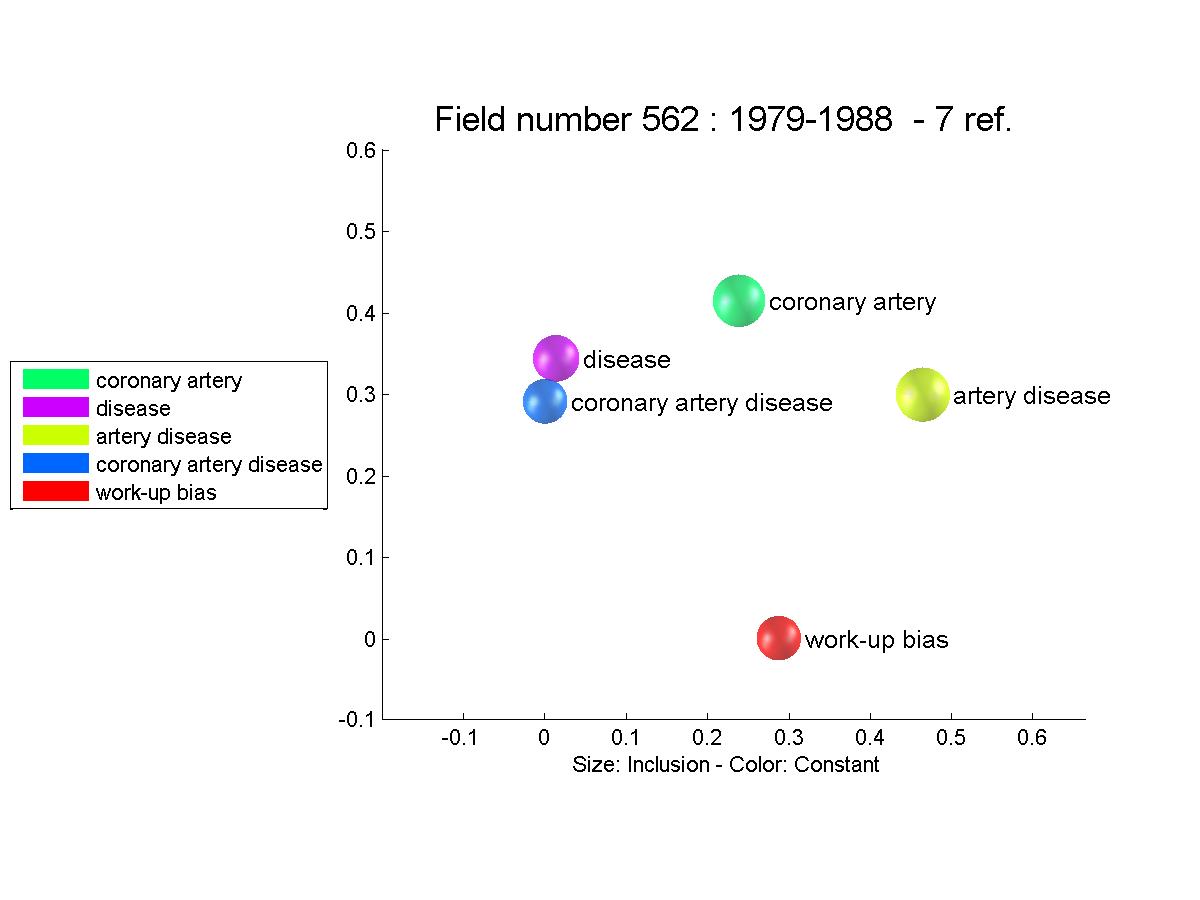 Field number 562 : 1979-1988  - 7 ref.
0.6
0.5
0.4
0.3
0.2
0.1
0
-0.1
coronary artery
disease
coronary artery disease
artery disease
work-up bias
coronary artery
disease
artery disease
coronary artery disease
work-up bias
-0.1 0 0.1 0.2 0.3 0.4 0.5 0.6
Size: Inclusion - Color: Constant